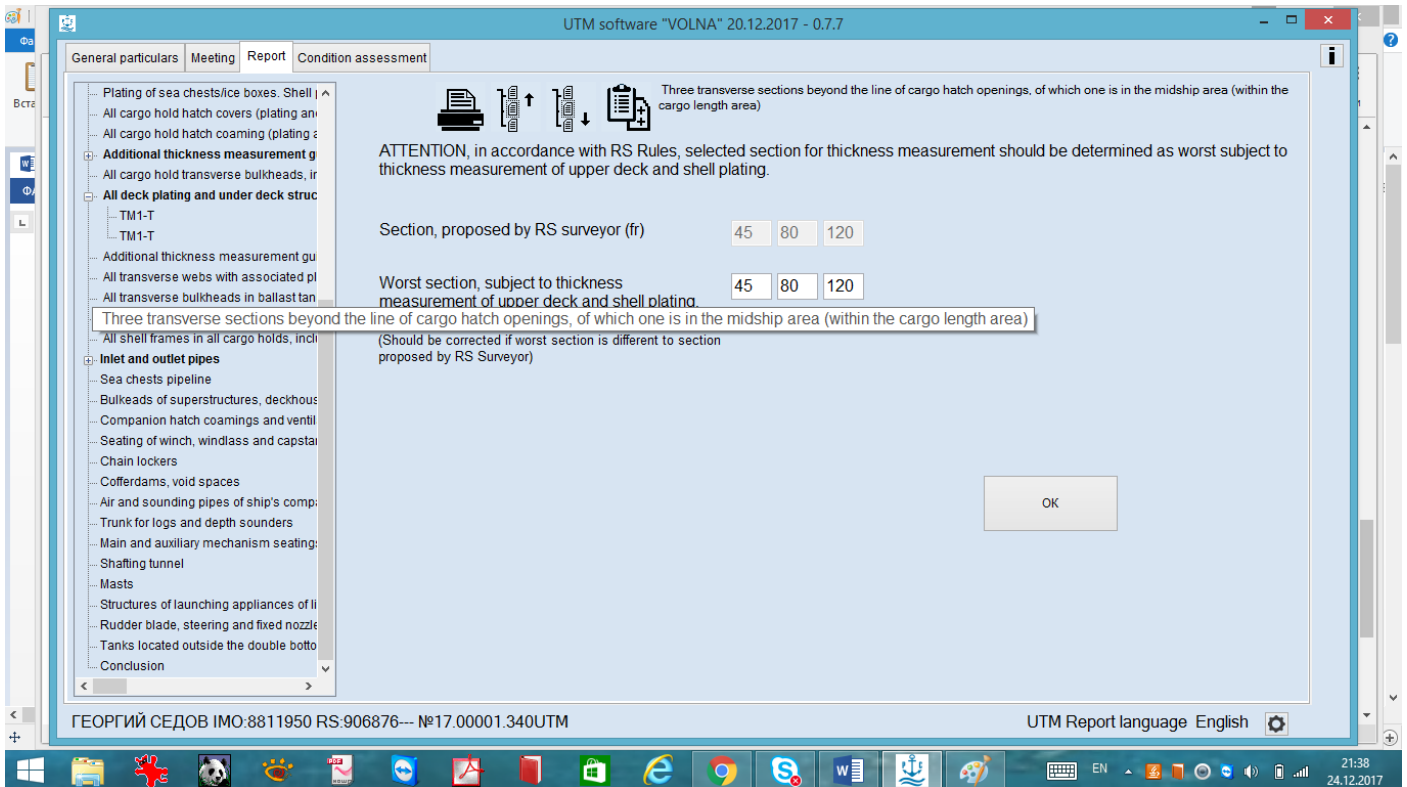 UTM software "VOLNA" 20.12.2017 - 0.7.7
Фа
Вста
General particulars
Meeting
Report
Condition assessment
i
Plating of sea chests/ice boxes. Shell
All cargo hold hatch covers (plating an
All cargo hold hatch coaming (plating a
Additional thickness measurement g
All cargo hold transverse bulkheads, ir
All deck plating and under deck struc
TM1-T
TM1-T
Additional thickness measurement gu
All transverse webs with associated pl
All transverse bulkheads in ballast tan
All shell frames in all cargo holds, incl
Inlet and outlet pipes
Sea chests pipeline
Bulkeads of superstructures, deckhous
Companion hatch coamings and ventil
Seating of winch, windlass and capstan
Chain lockers
Cofferdams, void spaces
Air and sounding pipes of ship's compa
Trunk for logs and depth sounders
Main and auxiliary mechanism seating
Shafting tunnel
Masts
Structures of launching appliances of li
Rudder blade, steering and fixed nozzle
Tanks located outside the double botto
Conclusion
Three transverse sections beyond the line of cargo hatch openings, of which one is in the midship area (within the
cargo length area)
ATTENTION, in accordance with RS Rules, selected section for thickness measurement should be determined as worst subject to
thickness measurement of upper deck and shell plating.
Section, proposed by RS surveyor (fr)
45 80 120
Worst section, subject to thickness
measurement of upper deck and shell plating.
45 80 120
Three transverse sections beyond the line of cargo hatch openings, of which one is in the midship area (within the cargo length area)
(Should be corrected if worst section is different to section
proposed by RS Surveyor)
OK
ГЕОРГИЙ СЕДОВ IMO:8811950 RS:906876--- №17.00001.340UTM
UTM Report language English
EN
21:38
24.12.2017